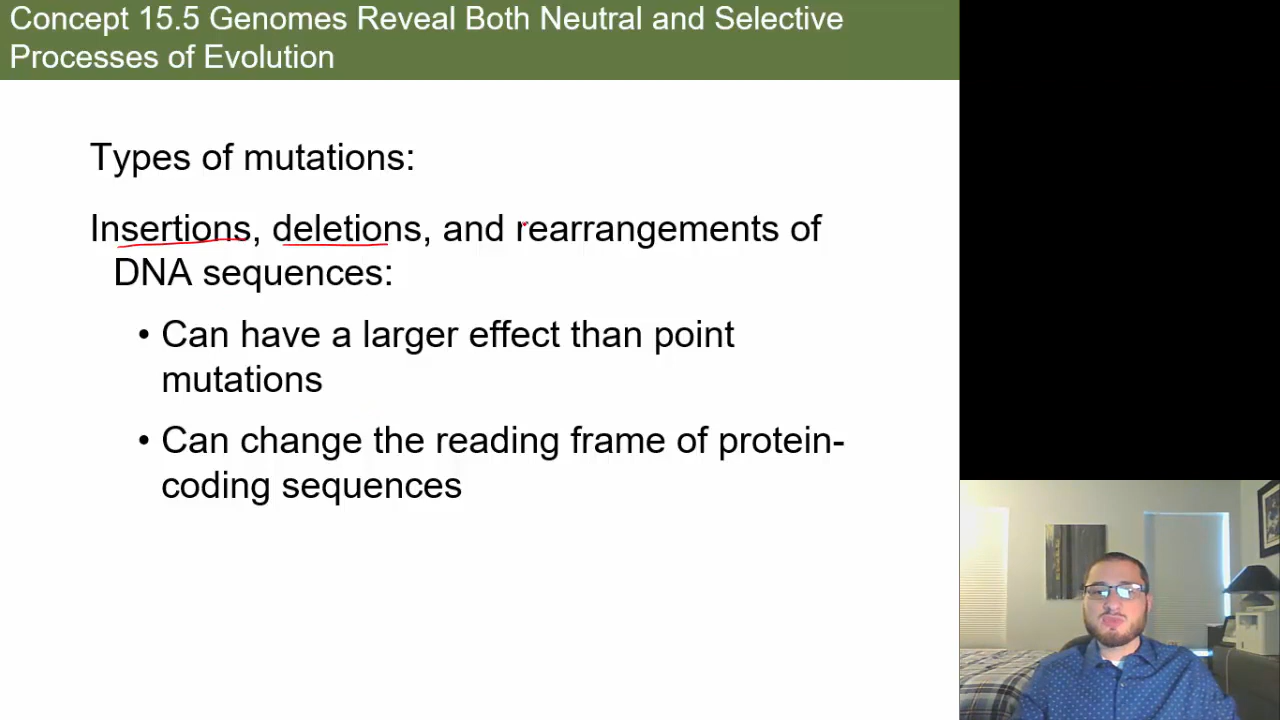 Concept 15.5 Genomes Reveal Both Neutral and Selective
Processes of Evolution
Types of mutations:
Insertions, deletions, and rearrangements of
DNA sequences:
• Can have a larger effect than point
mutations
• Can change the reading frame of protein-
coding sequences